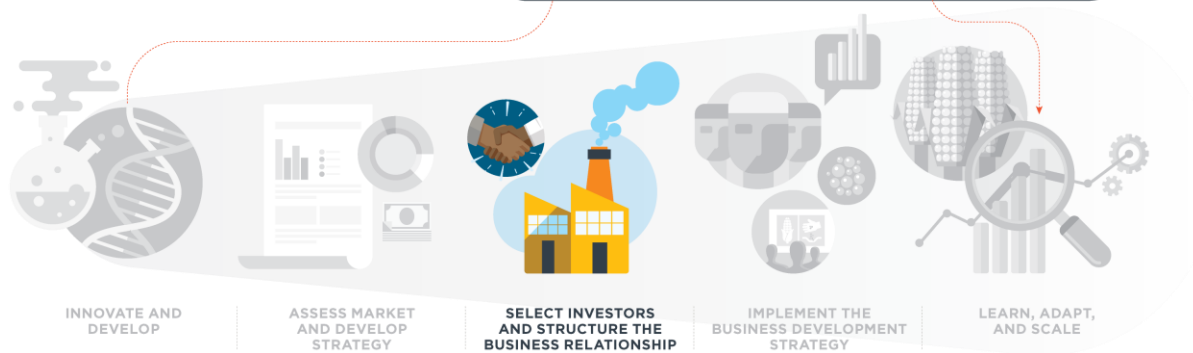 INNOVATE AND
DEVELOP
ASSESS MARKET
AND DEVELOP
STRATEGY
SELECT INVESTORS
AND STRUCTURE THE
BUSINESS RELATIONSHIP
IMPLEMENT THE
BUSINESS DEVELOPMENT
STRATEGY
LEARN, ADAPT,
AND SCALE